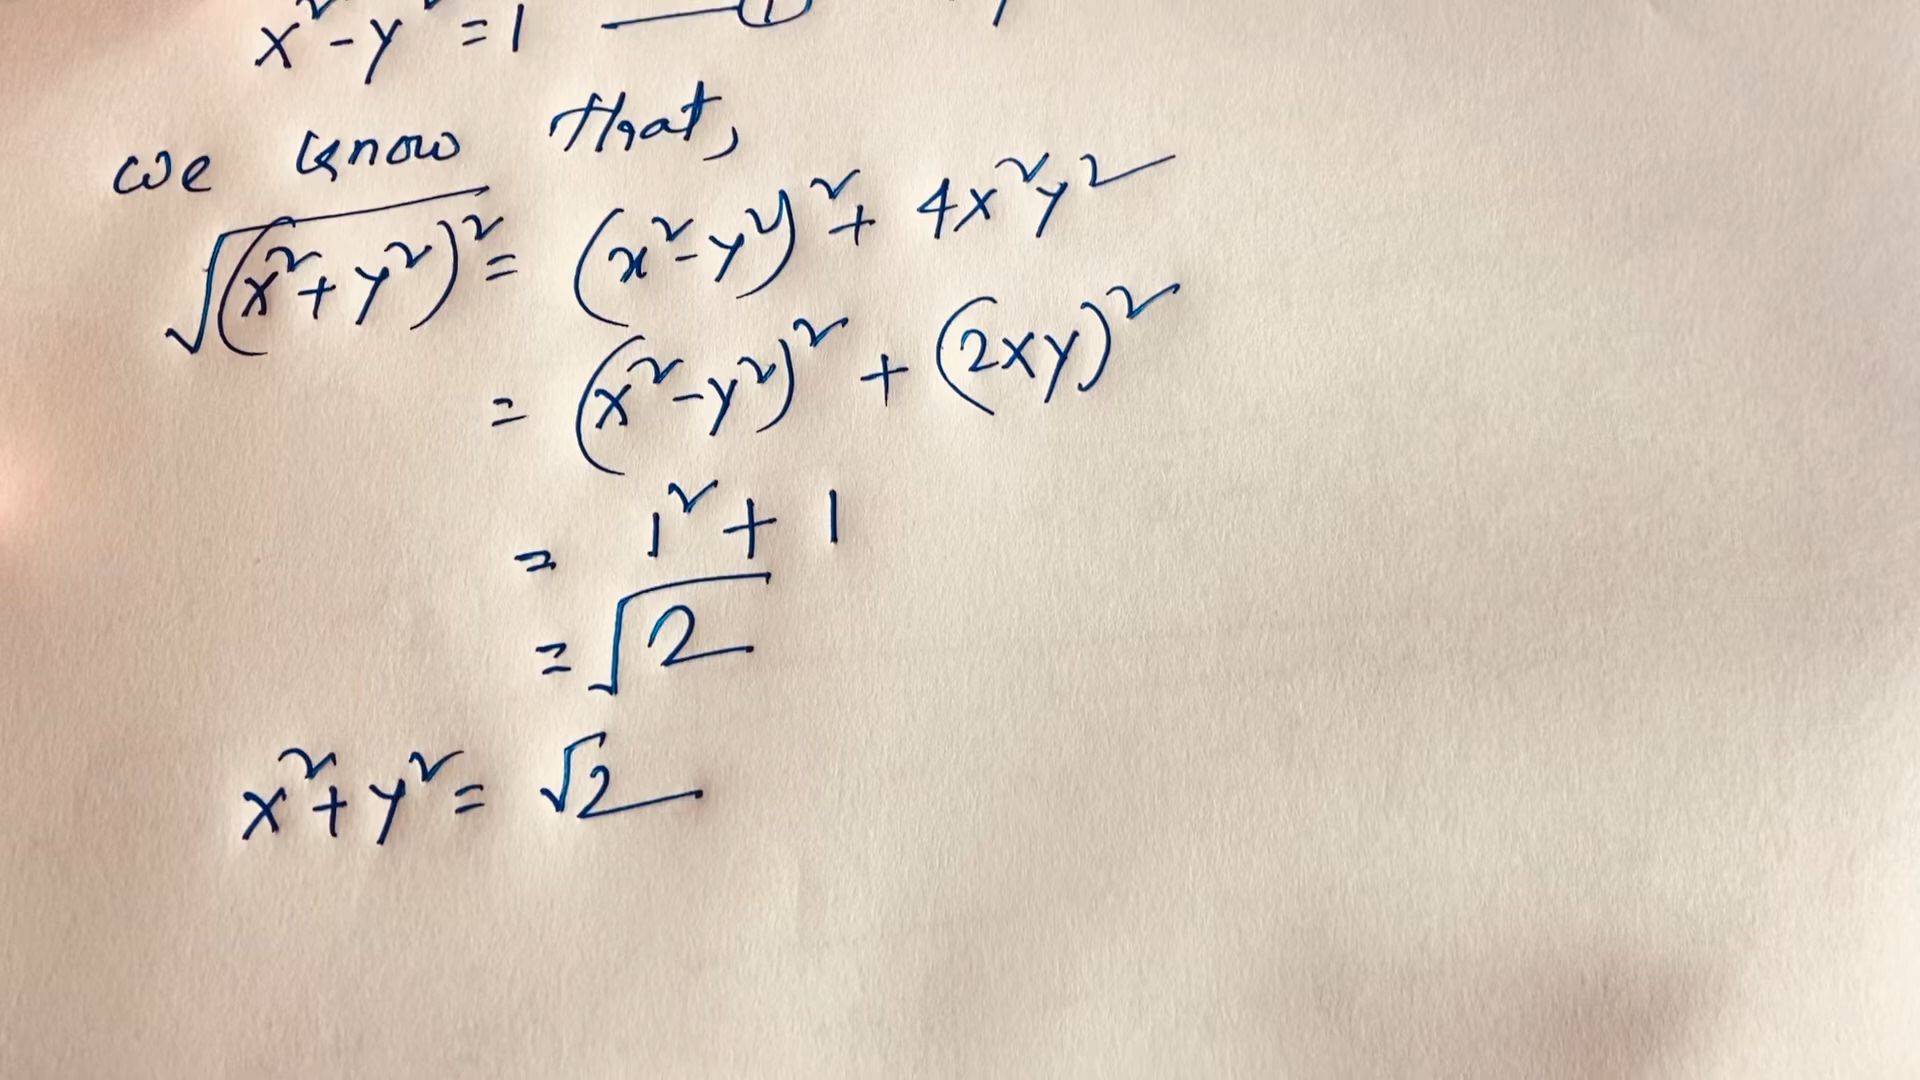 x²-y²=1 ——— ①
we know that,
√(x²+y²)² = (x²-y²)² + 4x²y²
= (x²-y²)² + (2xy)²
= 1² + 1
= √2
x²+y² = √2